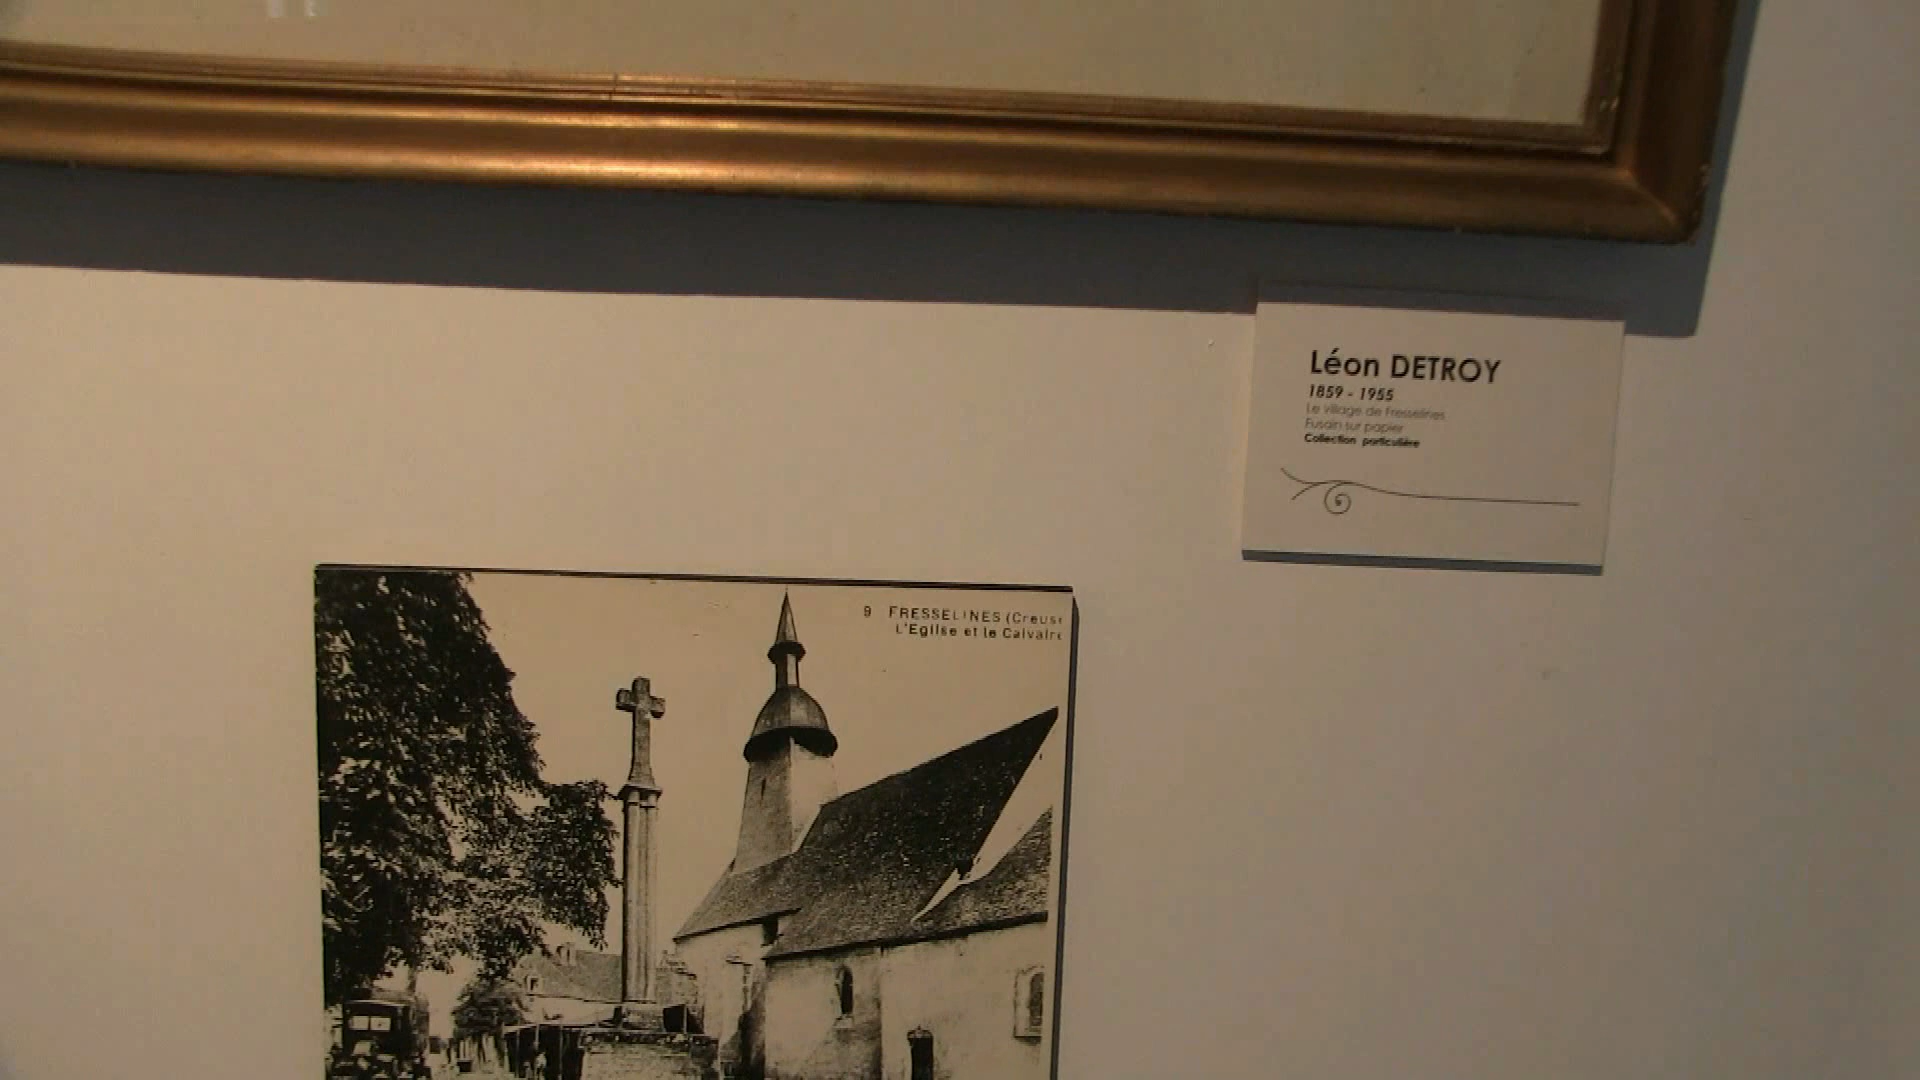 Léon DETROY
1859 - 1955
Le village de Fresselines
Fusain sur papier
Collection particulière
9 FRESSELINES (Creuse
L'Eglise et le Calvaire